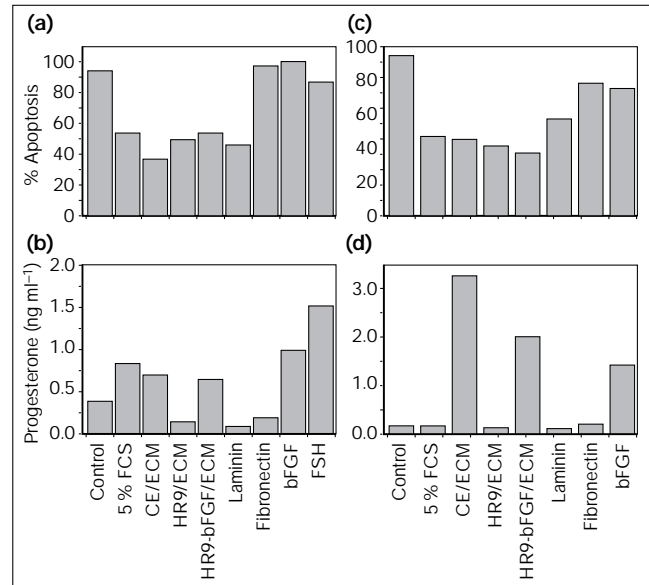 (a)
% Apoptosis
100
80
60
40
20
0
(c)
100
80
60
40
20
0
(b)
Progesterone (ng ml⁻¹)
2.0
1.5
1.0
0.5
0.0
Control
5 % FCS
CE/ECM
HR9/ECM
HR9-bFGF/ECM
Laminin
Fibronectin
bFGF
FSH
(d)
3.0
2.0
1.0
0.0
Control
5 % FCS
CE/ECM
HR9/ECM
HR9-bFGF/ECM
Laminin
Fibronectin
bFGF